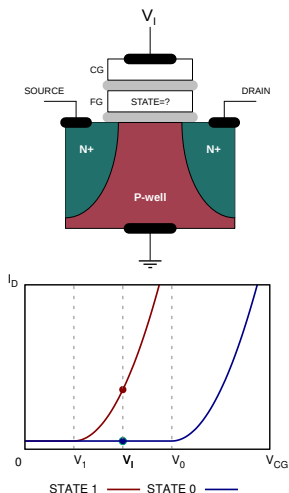 V_I
CG
SOURCE
FG
STATE=?
DRAIN
N+
N+
P-well
I_D
0
V_1
V_I
V_0
V_CG
STATE 1
STATE 0